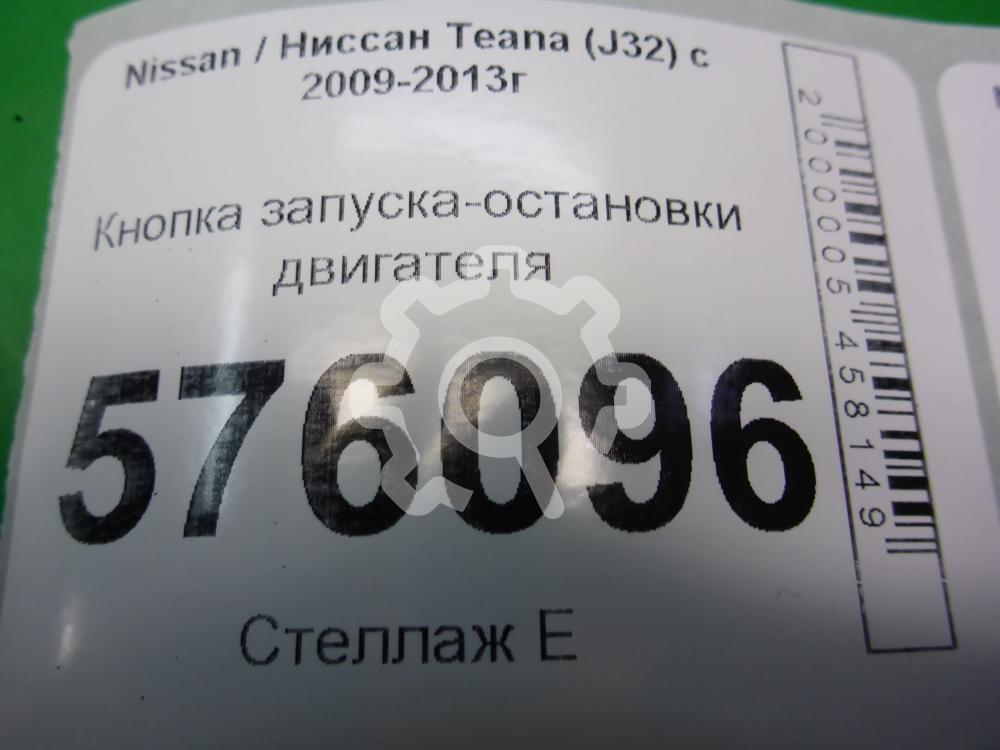 Nissan / Ниссан Teana (J32) с
2009-2013г
Кнопка запуска-остановки
двигателя
576096
Стеллаж E
2000005458149